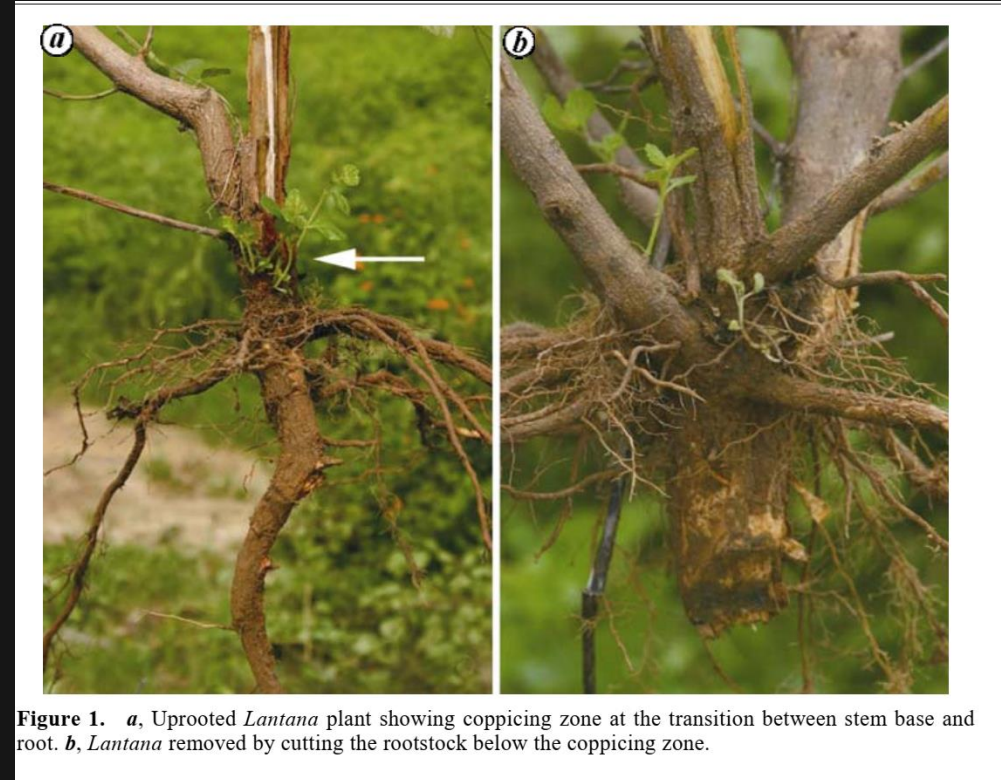 a
b
Figure 1. a, Uprooted Lantana plant showing coppicing zone at the transition between stem base and
root. b, Lantana removed by cutting the rootstock below the coppicing zone.